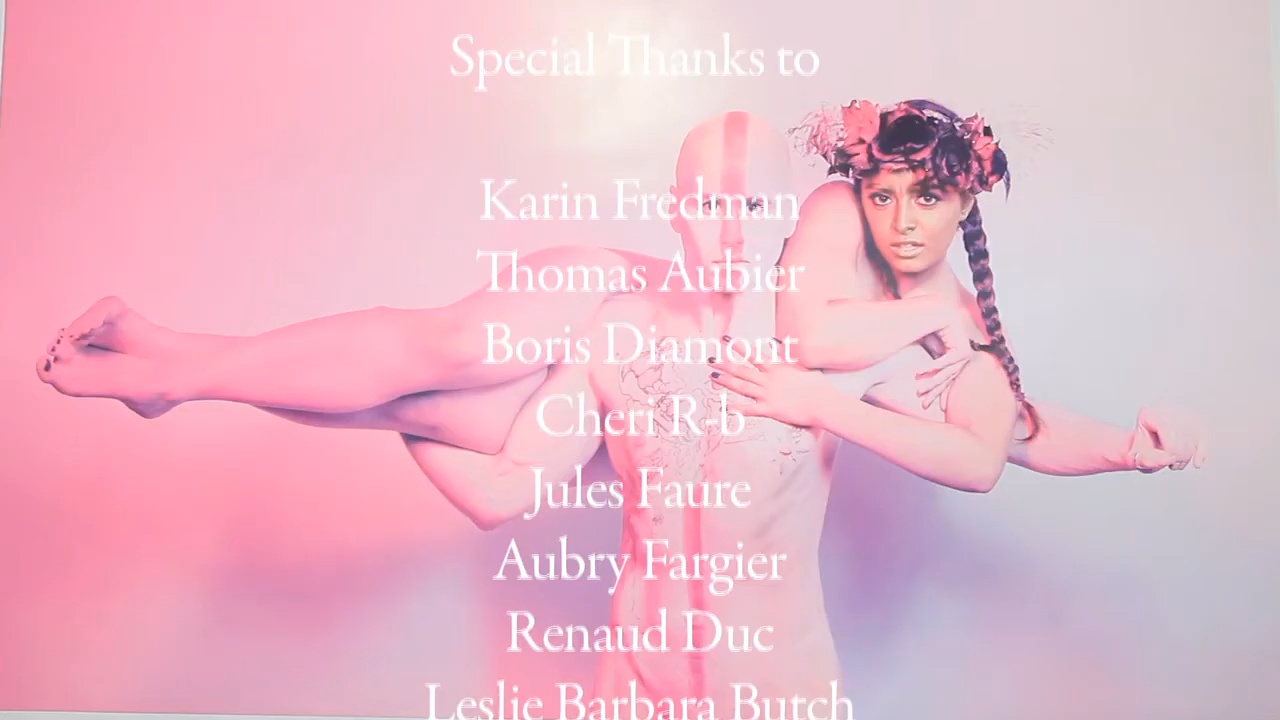 Special Thanks to
Karin Fredman
Thomas Aubier
Boris Diamont
Cheri R-b
Jules Faure
Aubry Fargier
Renaud Duc
Leslie Barbara Butch